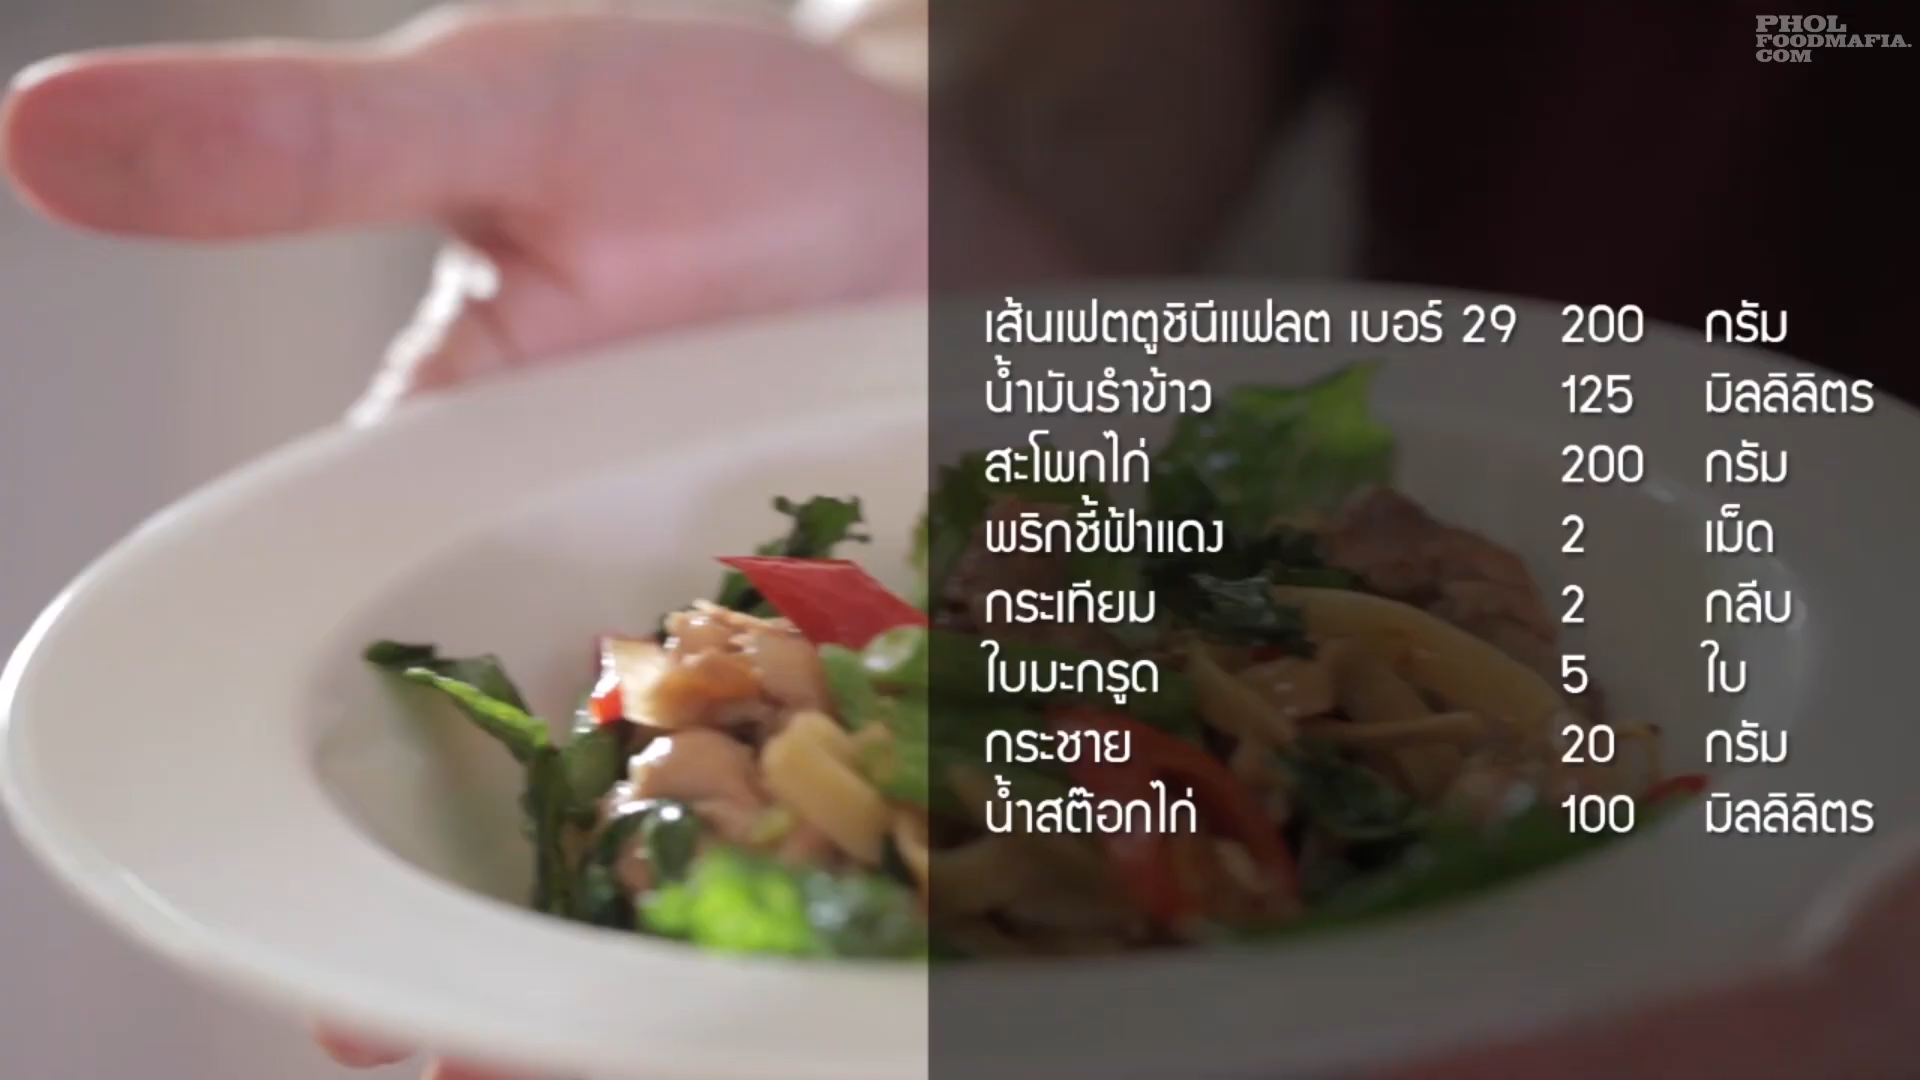 PHOL
FOODMAFIA.
COM
เส้นเฟตตูชินีแฟลต เบอร์ 29 200 กรัม
น้ำมันรำข้าว 125 มิลลิลิตร
สะโพกไก่ 200 กรัม
พริกชี้ฟ้าแดง 2 เม็ด
กระเทียม 2 กลีบ
ใบมะกรูด 5 ใบ
กระชาย 20 กรัม
น้ำสต๊อกไก่ 100 มิลลิลิตร